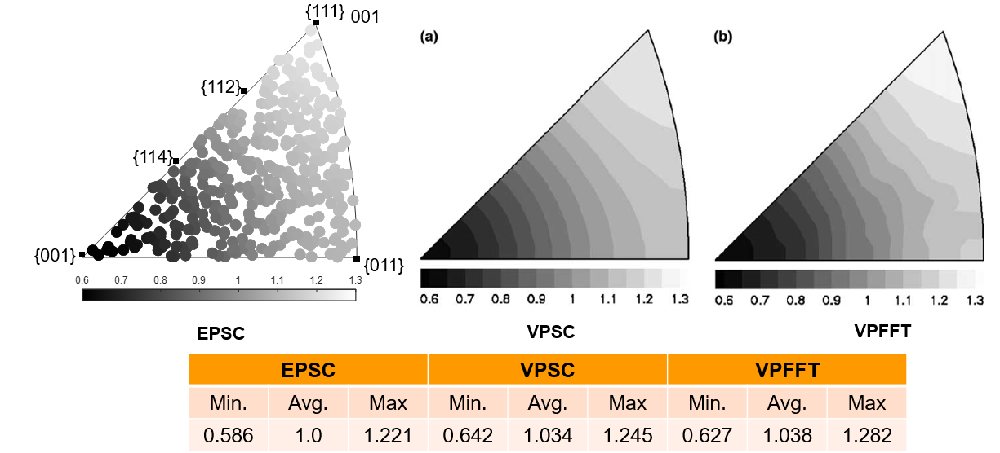 {111} 001
{112}
{114}
{001}
{011}
0.6 0.7 0.8 0.9 1 1.1 1.2 1.3
EPSC
(a)
0.6 0.7 0.8 0.9 1 1.1 1.2 1.3
VPSC
(b)
0.6 0.7 0.8 0.9 1 1.1 1.2 1.3
VPFFT
EPSC VPSC VPFFT
Min. Avg. Max Min. Avg. Max Min. Avg. Max
0.586 1.0 1.221 0.642 1.034 1.245 0.627 1.038 1.282